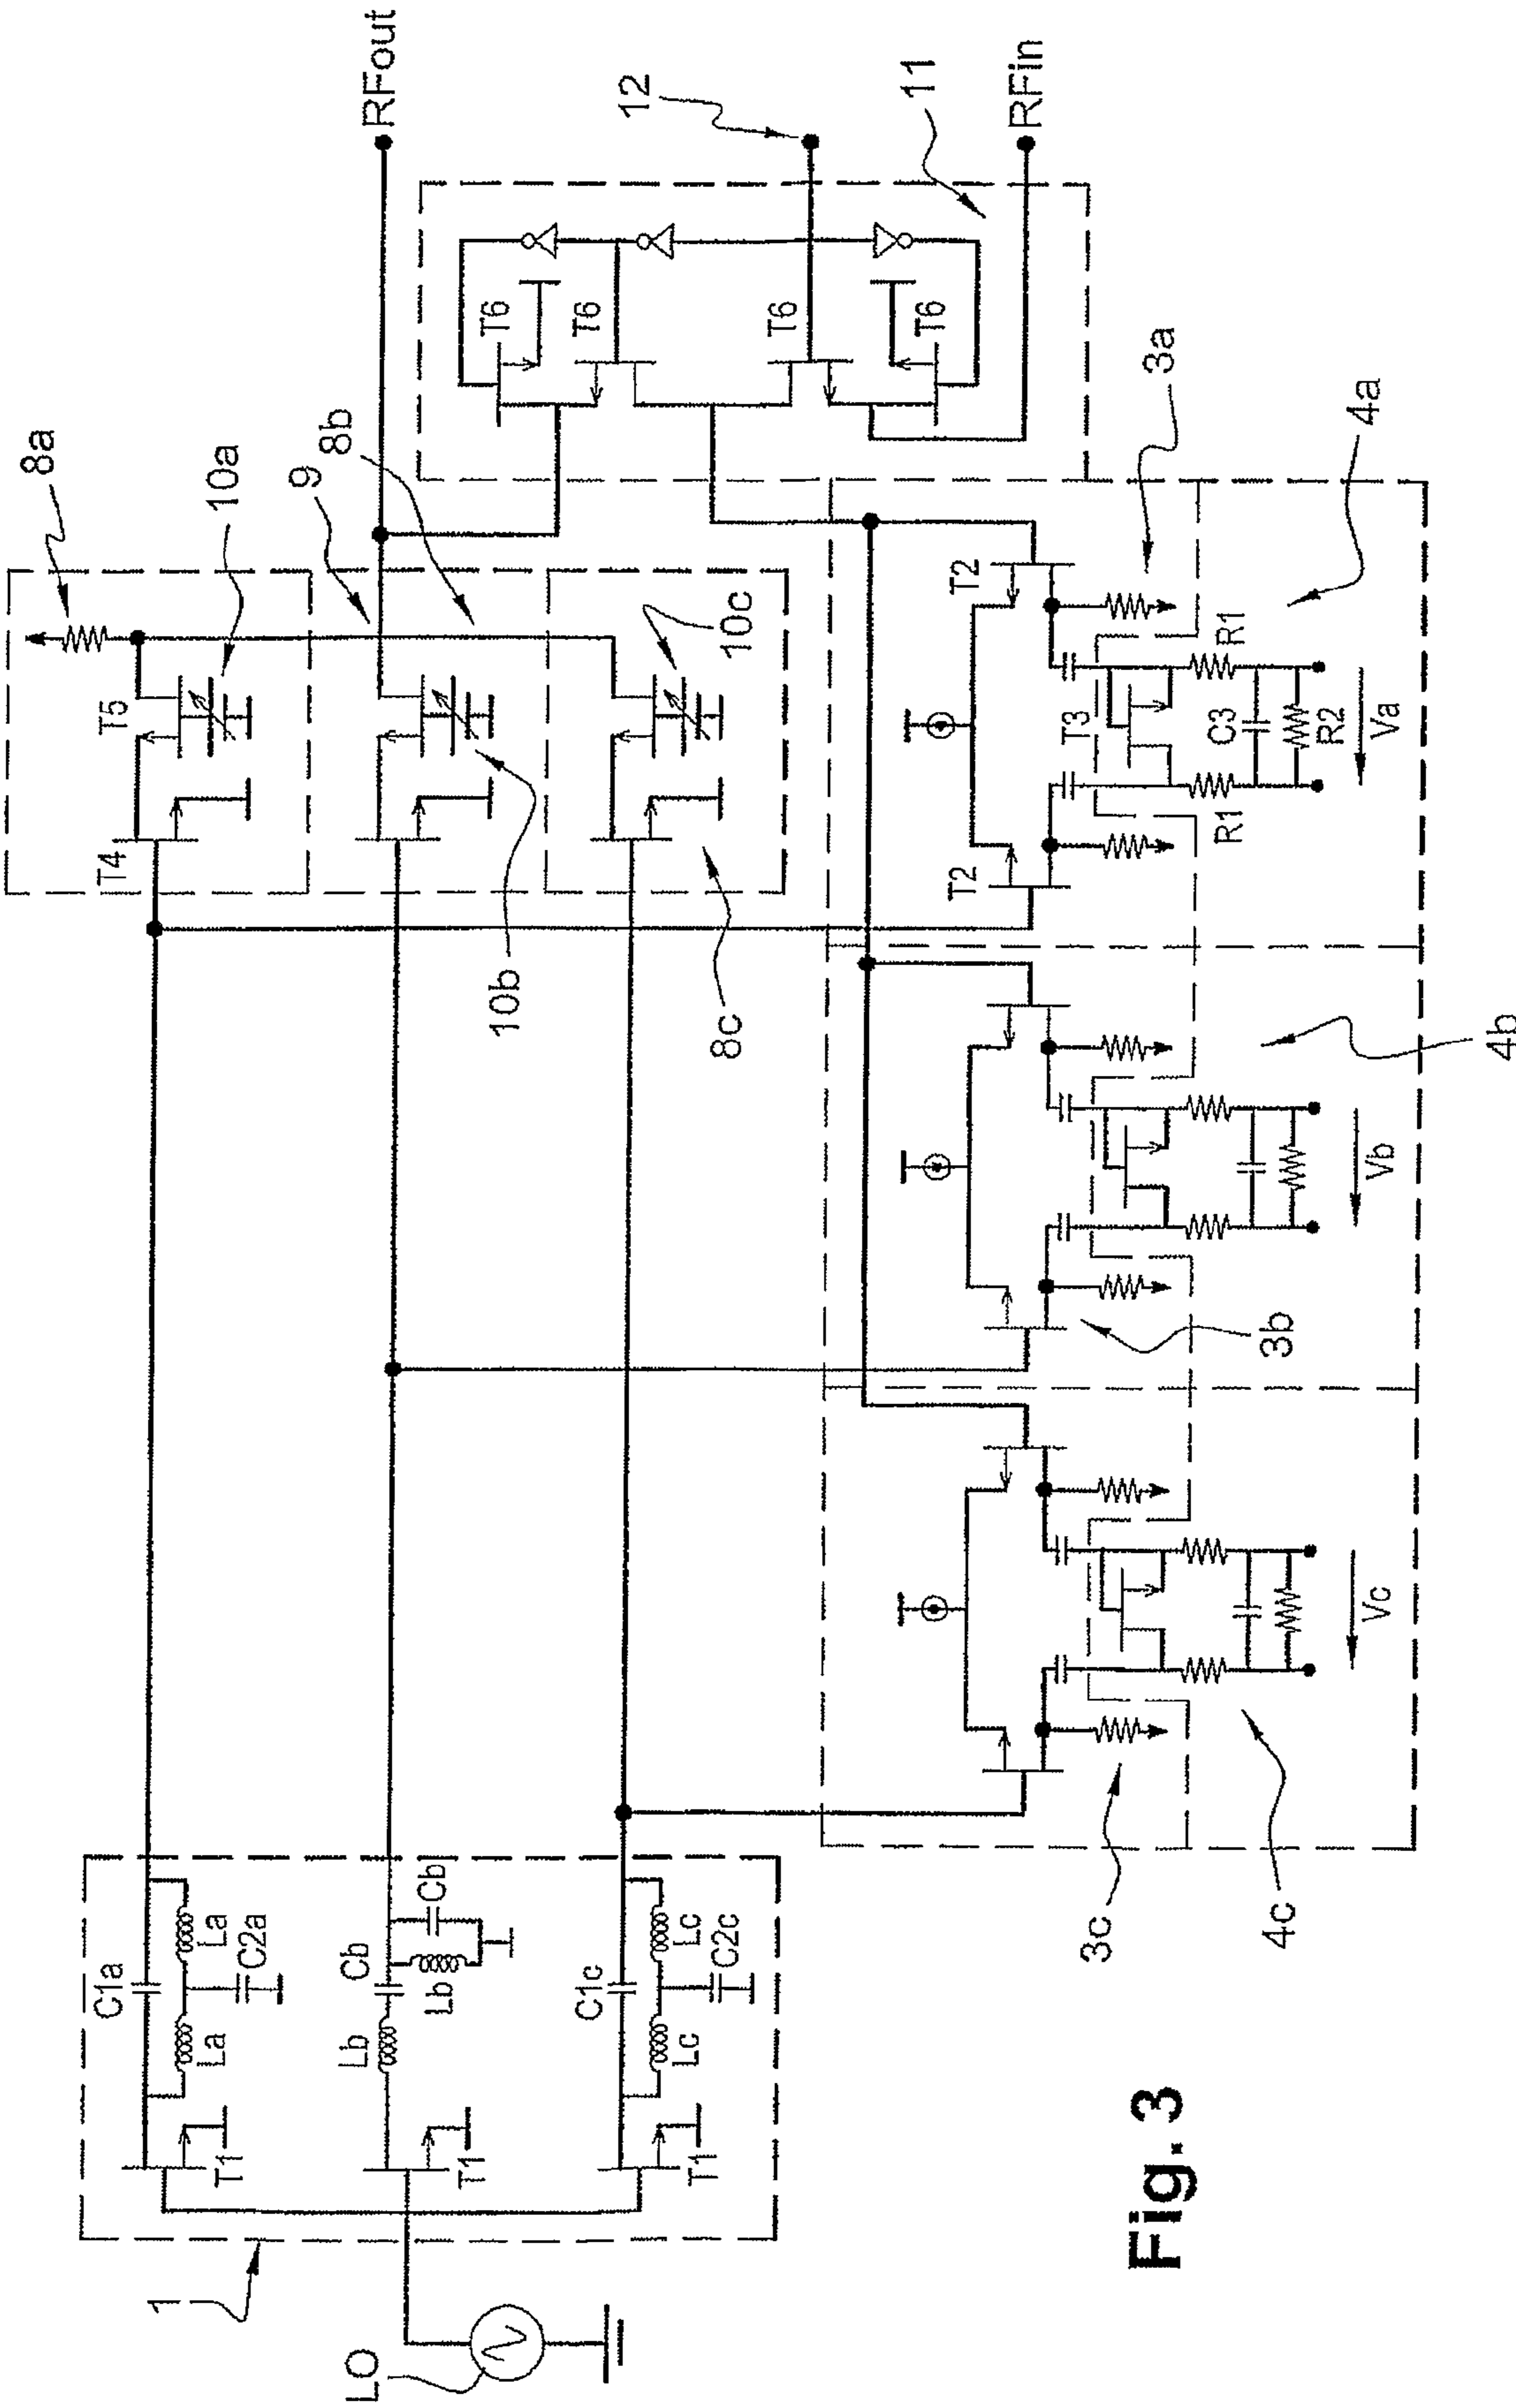 LO
1
T1
C1a
La
La
C2a
T1
Lb
Cb
Lb
Cb
T1
C1c
Lc
Lc
C2c
T4
T5
8a
10a
9
8b
10b
10c
8c
RFout
T6
T6
T6
T6
12
11
RFin
3c
4c
Vc
3b
4b
Vb
T2
T2
3a
T3
R1
R1
C3
R2
4a
Va
Fig. 3